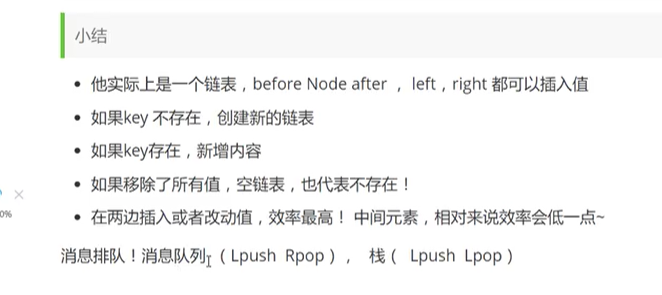 小结
他实际上是一个链表，before Node after ， left，right 都可以插入值
如果key 不存在，创建新的链表
如果key存在，新增内容
如果移除了所有值，空链表，也代表不存在！
在两边插入或者改动值，效率最高！ 中间元素，相对来说效率会低一点~
0%
消息排队！消息队列 （Lpush Rpop）， 栈（ Lpush Lpop）